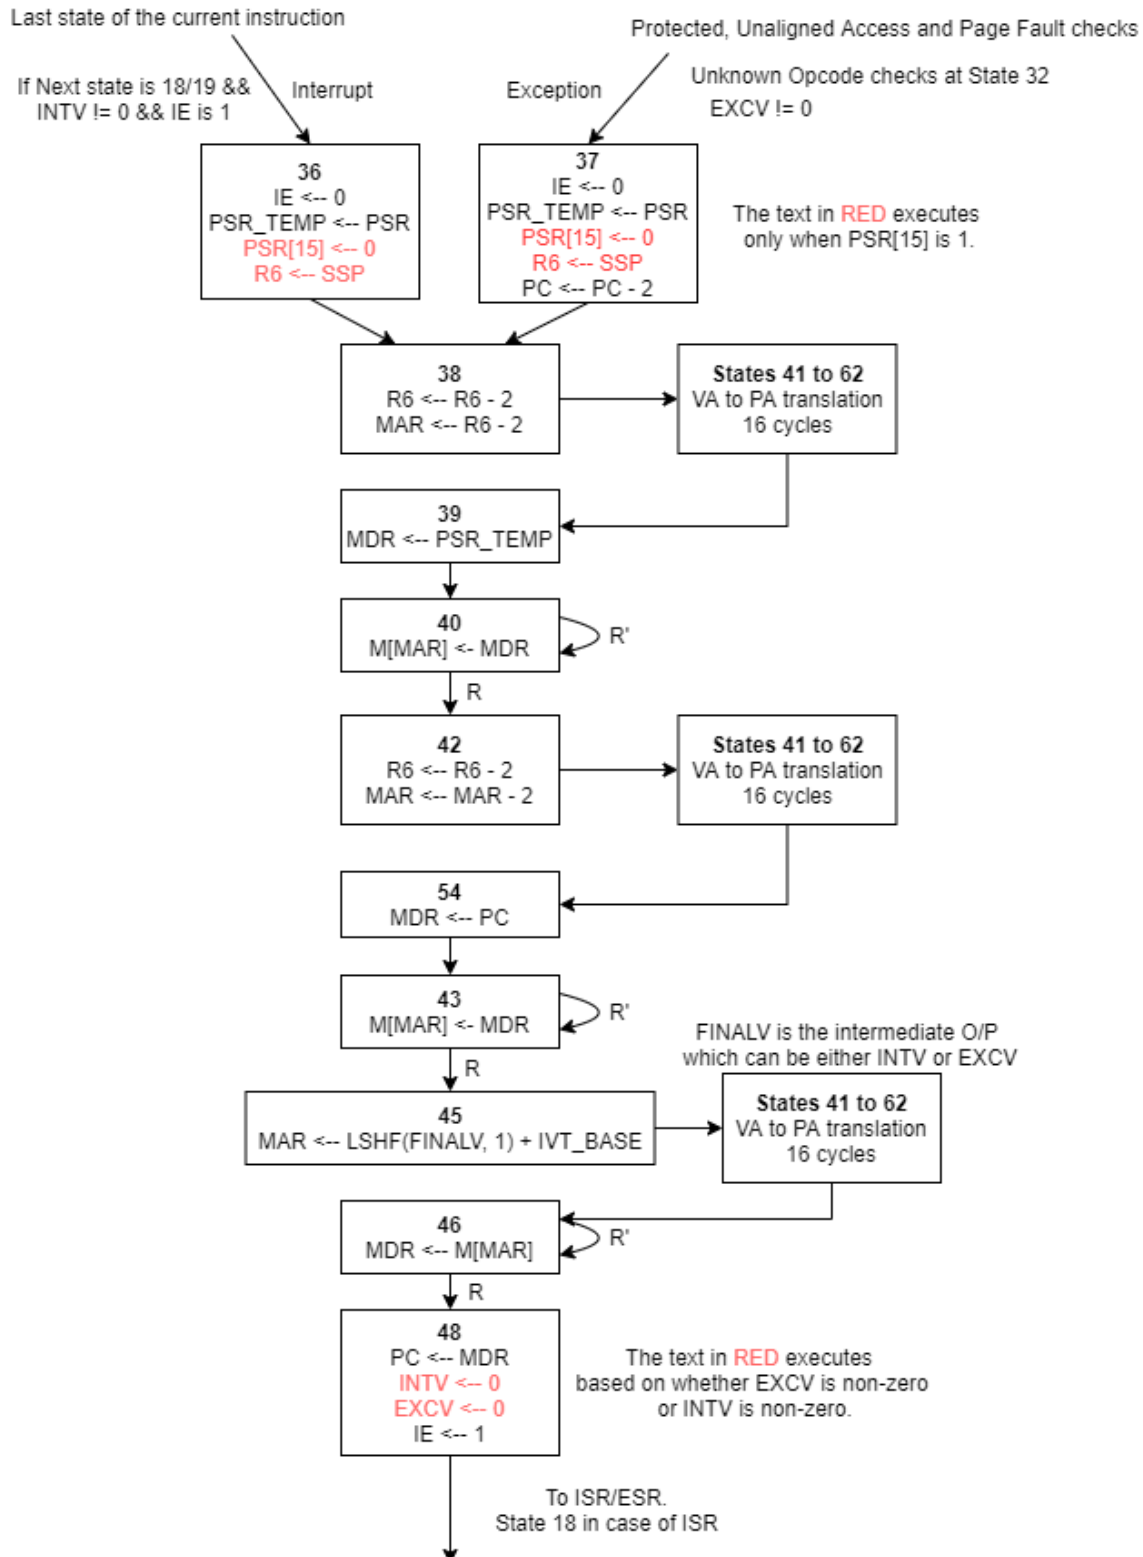 Last state of the current instruction
Protected, Unaligned Access and Page Fault checks
If Next state is 18/19 &&
INTV != 0 && IE is 1
Interrupt
Exception
Unknown Opcode checks at State 32
EXCV != 0
36
IE <-- 0
PSR_TEMP <-- PSR
PSR[15] <-- 0
R6 <-- SSP
37
IE <-- 0
PSR_TEMP <-- PSR
PSR[15] <-- 0
R6 <-- SSP
PC <-- PC - 2
The text in RED executes
only when PSR[15] is 1.
38
R6 <-- R6 - 2
MAR <-- R6 - 2
States 41 to 62
VA to PA translation
16 cycles
39
MDR <-- PSR_TEMP
40
M[MAR] <- MDR
R'
R
42
R6 <-- R6 - 2
MAR <-- MAR - 2
States 41 to 62
VA to PA translation
16 cycles
54
MDR <-- PC
43
M[MAR] <- MDR
R'
R
FINALV is the intermediate O/P
which can be either INTV or EXCV
45
MAR <-- LSHF(FINALV, 1) + IVT_BASE
States 41 to 62
VA to PA translation
16 cycles
46
MDR <-- M[MAR]
R'
R
48
PC <-- MDR
INTV <-- 0
EXCV <-- 0
IE <-- 1
The text in RED executes
based on whether EXCV is non-zero
or INTV is non-zero.
To ISR/ESR.
State 18 in case of ISR